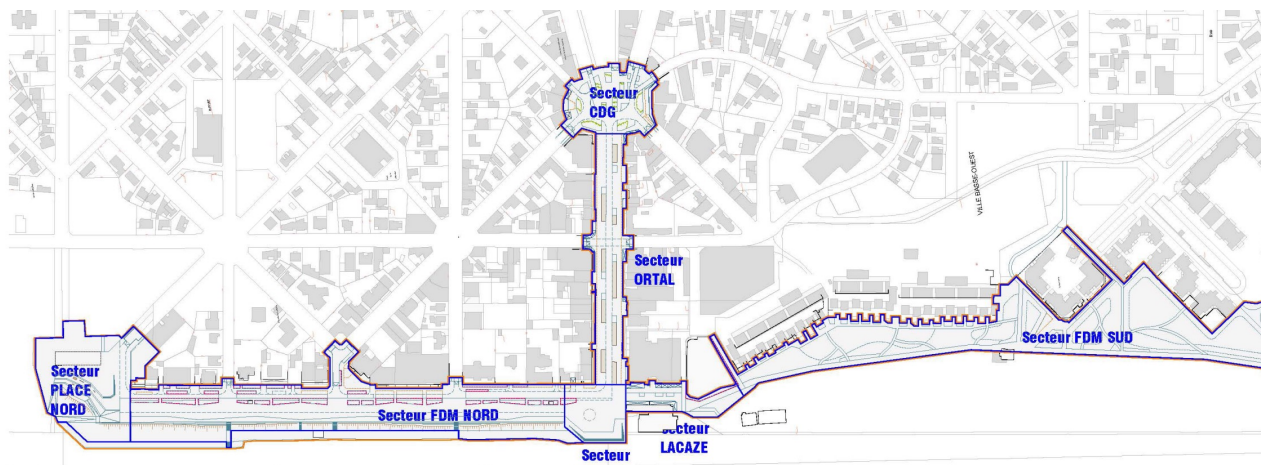 Secteur
CDG
VILLE BASSE-OUEST
Secteur
ORTAL
Secteur FDM SUD
Secteur
PLACE
NORD
Secteur FDM NORD
Secteur
LACAZE
Secteur